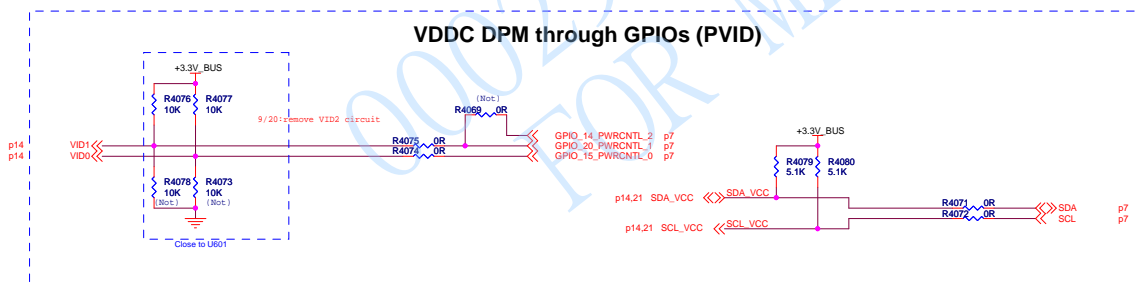 VDDC DPM through GPIOs (PVID)
+3.3V_BUS
R4076
10K
R4077
10K
9/20:remove VID2 circuit
(Not)
R4069 0R
p14 VID1
p14 VID0
R4075 0R
R4074 0R
GPIO_14_PWRCNTL_2 p7
GPIO_20_PWRCNTL_1 p7
GPIO_15_PWRCNTL_0 p7
R4078
10K
(Not)
R4073
10K
(Not)
Close to U601
+3.3V_BUS
R4079
5.1K
R4080
5.1K
p14,21 SDA_VCC SDA_VCC
p14,21 SCL_VCC SCL_VCC
R4071 0R
R4072 0R
SDA p7
SCL p7
FOR